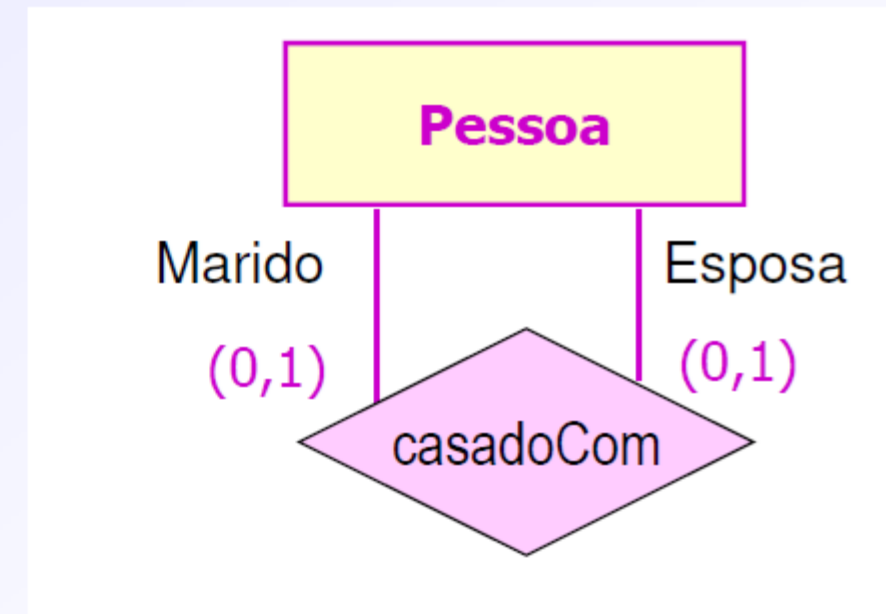 Pessoa
Marido
Esposa
(0,1)
(0,1)
casadoCom